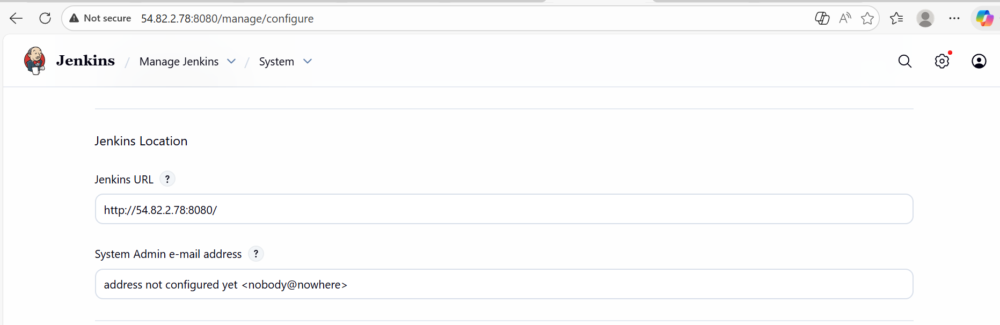 Not secure 54.82.2.78:8080/manage/configure
Jenkins / Manage Jenkins / System
Jenkins Location
Jenkins URL ?
http://54.82.2.78:8080/
System Admin e-mail address ?
address not configured yet <nobody@nowhere>